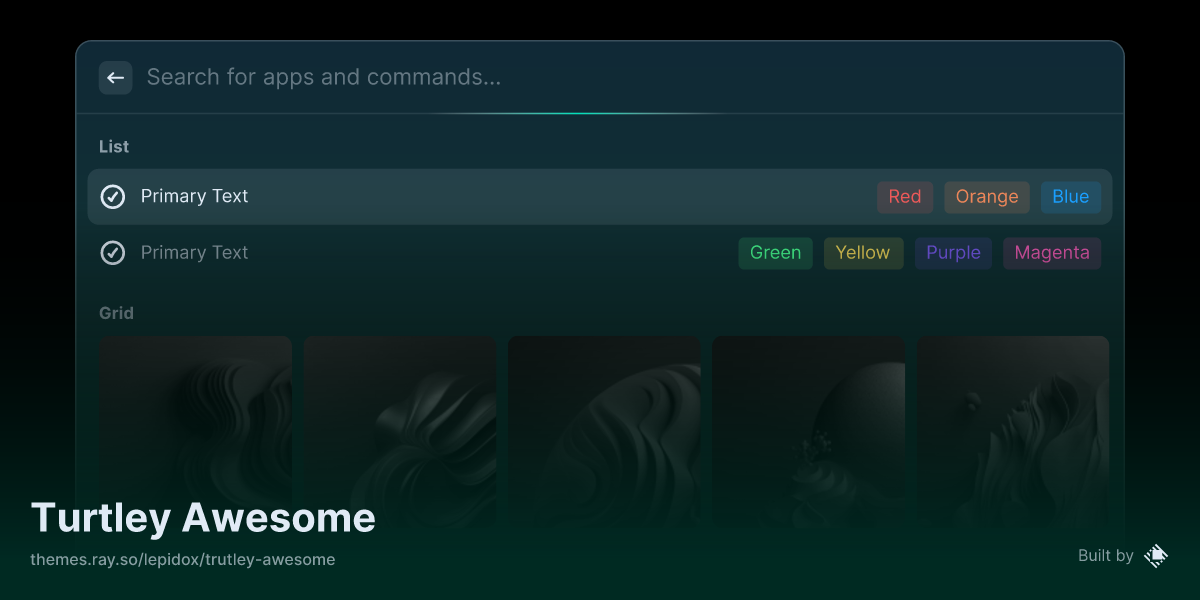 Search for apps and commands...
List
Primary Text Red Orange Blue
Primary Text Green Yellow Purple Magenta
Grid
Turtley Awesome
themes.ray.so/lepidox/trutley-awesome
Built by